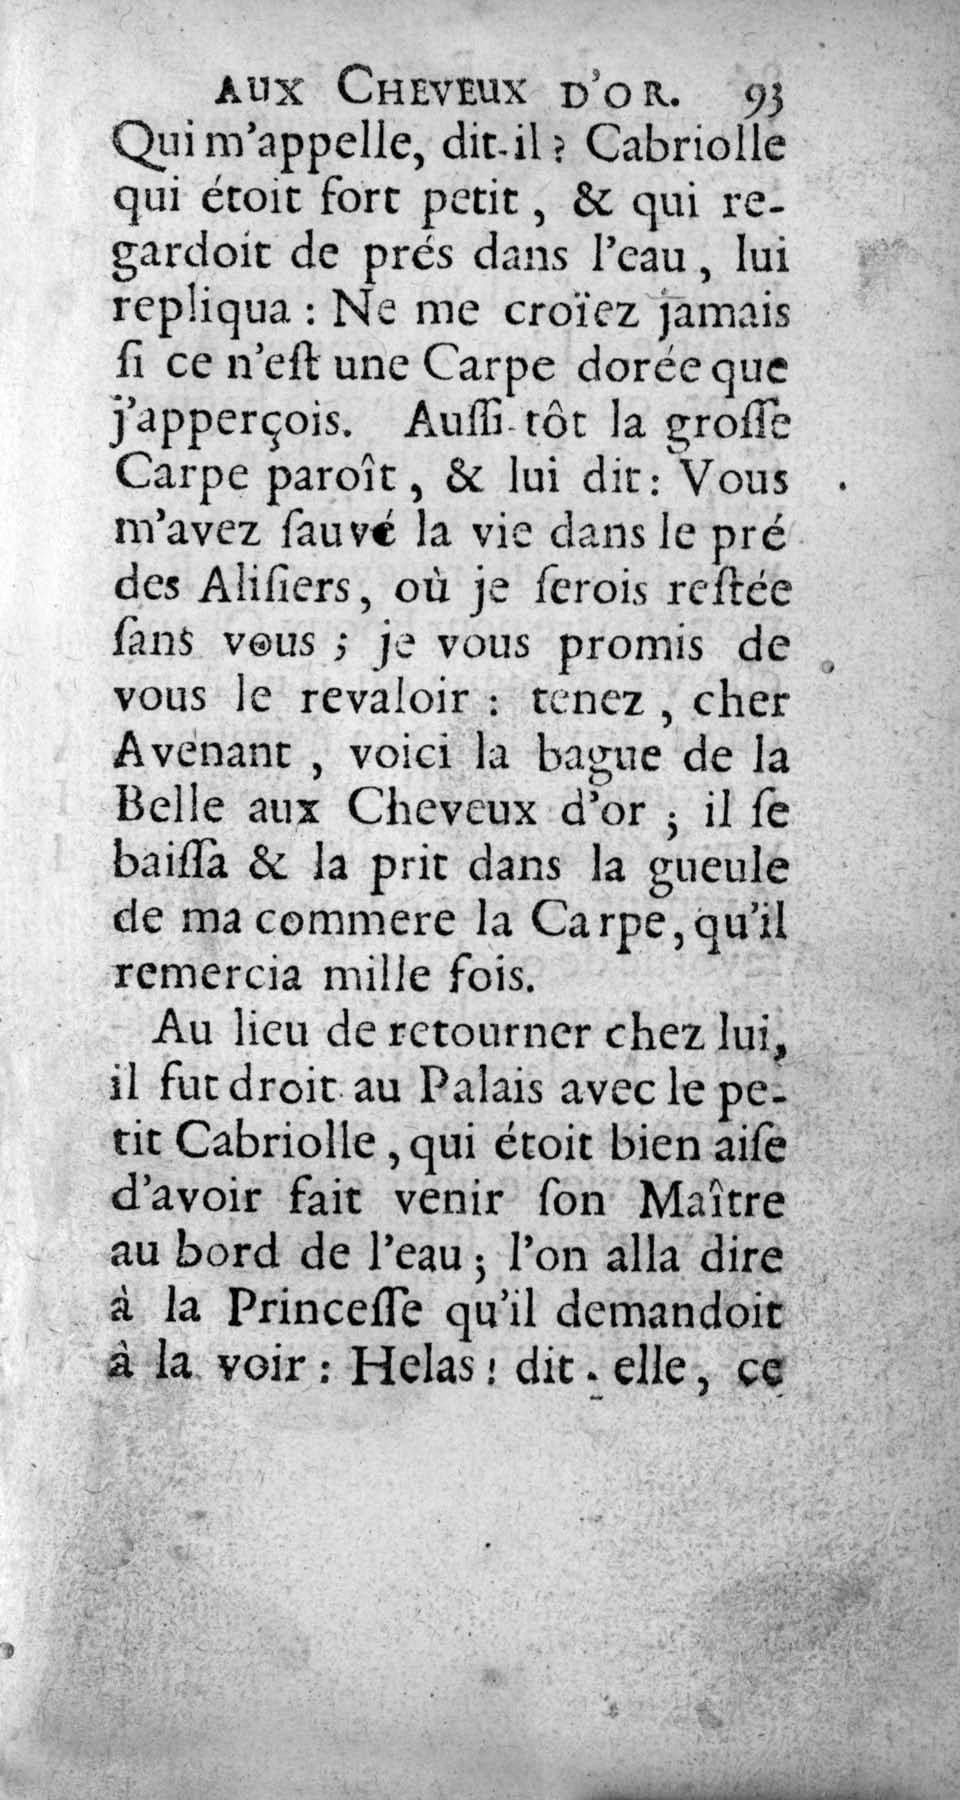 AUX CHEVEUX D'OR. 93
Qui m'appelle, dit-il ? Cabriolle
qui étoit fort petit, & qui re-
gardoit de prés dans l'eau, lui
repliqua : Ne me croïez jamais
ſi ce n'eſt une Carpe dorée que
j'apperçois. Auſſi-tôt la groſſe
Carpe paroît, & lui dit : Vous
m'avez ſauvé la vie dans le pré
des Aliſiers, où je ſerois reſtée
ſans vous ; je vous promis de
vous le revaloir : tenez, cher
Avenant, voici la bague de la
Belle aux Cheveux d'or ; il ſe
baiſſa & la prit dans la gueule
de ma commere la Carpe, qu'il
remercia mille fois.
Au lieu de retourner chez lui,
il fut droit au Palais avec le pe-
tit Cabriolle, qui étoit bien aiſe
d'avoir fait venir ſon Maître
au bord de l'eau ; l'on alla dire
à la Princeſſe qu'il demandoit
à la voir : Helas ! dit-elle, ce